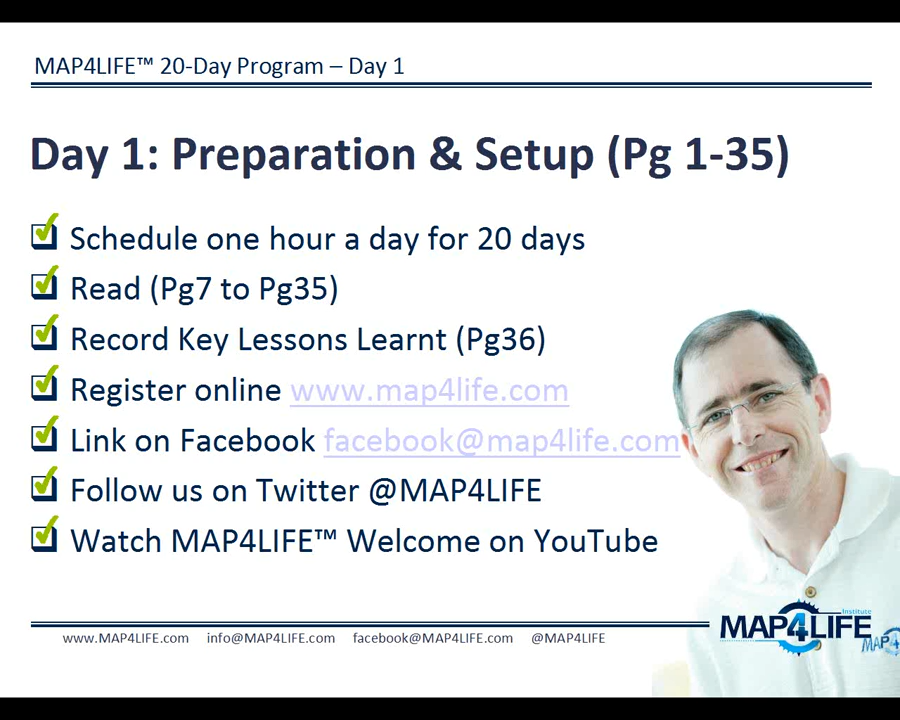 MAP4LIFE™ 20-Day Program – Day 1
Day 1: Preparation & Setup (Pg 1-35)
Schedule one hour a day for 20 days
Read (Pg7 to Pg35)
Record Key Lessons Learnt (Pg36)
Register online www.map4life.com
Link on Facebook facebook@map4life.com
Follow us on Twitter @MAP4LIFE
Watch MAP4LIFE™ Welcome on YouTube
Institute
MAP4LIFE
MAP4
www.MAP4LIFE.com info@MAP4LIFE.com facebook@MAP4LIFE.com @MAP4LIFE